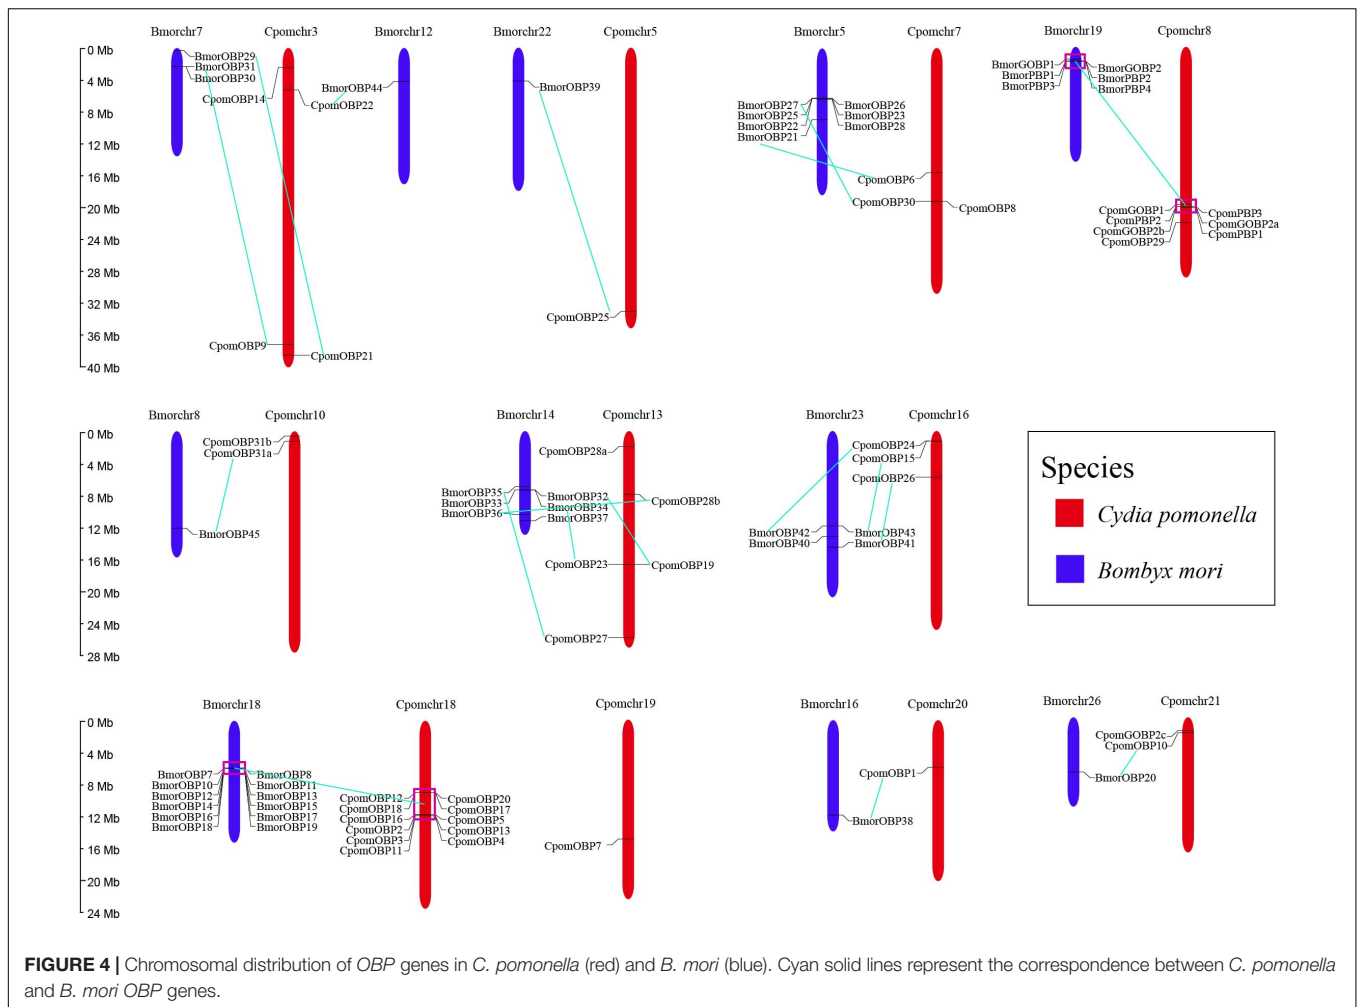 Bmorchr7 Cpomchr3 Bmorchr12 Bmorchr22 Cpomchr5 Bmorchr5 Cpomchr7 Bmorchr19 Cpomchr8
0 Mb
4 Mb
8 Mb
12 Mb
16 Mb
20 Mb
24 Mb
28 Mb
32 Mb
36 Mb
40 Mb
BmorOBP29
BmorOBP31
BmorOBP30
CpomOBP14
CpomOBP22
CpomOBP9
CpomOBP21
BmorOBP44
BmorOBP39
CpomOBP25
BmorOBP27 BmorOBP26
BmorOBP25 BmorOBP23
BmorOBP22 BmorOBP28
BmorOBP21
CpomOBP6
CpomOBP30
CpomOBP8
BmorGOBP1 BmorGOBP2
BmorPBP1 BmorPBP2
BmorPBP3 BmorPBP4
CpomGOBP1 CpomPBP3
CpomPBP2 CpomGOBP2a
CpomGOBP2b CpomPBP1
CpomOBP29
Bmorchr8 Cpomchr10 Bmorchr14 Cpomchr13 Bmorchr23 Cpomchr16
0 Mb
4 Mb
8 Mb
12 Mb
16 Mb
20 Mb
24 Mb
28 Mb
CpomOBP31b
CpomOBP31a
BmorOBP45
CpomOBP28a
BmorOBP35 BmorOBP32
BmorOBP33 BmorOBP34
BmorOBP36 BmorOBP37
CpomOBP28b
CpomOBP23 CpomOBP19
CpomOBP27
CpomOBP24
CpomOBP15
CpomOBP26
BmorOBP42 BmorOBP43
BmorOBP40 BmorOBP41
Species
Cydia pomonella
Bombyx mori
Bmorchr18 Cpomchr18 Cpomchr19 Bmorchr16 Cpomchr20 Bmorchr26 Cpomchr21
0 Mb
4 Mb
8 Mb
12 Mb
16 Mb
20 Mb
24 Mb
BmorOBP7 BmorOBP8
BmorOBP10 BmorOBP11
BmorOBP12 BmorOBP13
BmorOBP14 BmorOBP15
BmorOBP16 BmorOBP17
BmorOBP18 BmorOBP19
CpomOBP12 CpomOBP20
CpomOBP18 CpomOBP17
CpomOBP16 CpomOBP5
CpomOBP2 CpomOBP13
CpomOBP3 CpomOBP4
CpomOBP11
CpomOBP7
CpomOBP1
BmorOBP38
CpomGOBP2c
CpomOBP10
BmorOBP20
FIGURE 4 | Chromosomal distribution of OBP genes in C. pomonella (red) and B. mori (blue). Cyan solid lines represent the correspondence between C. pomonella
and B. mori OBP genes.